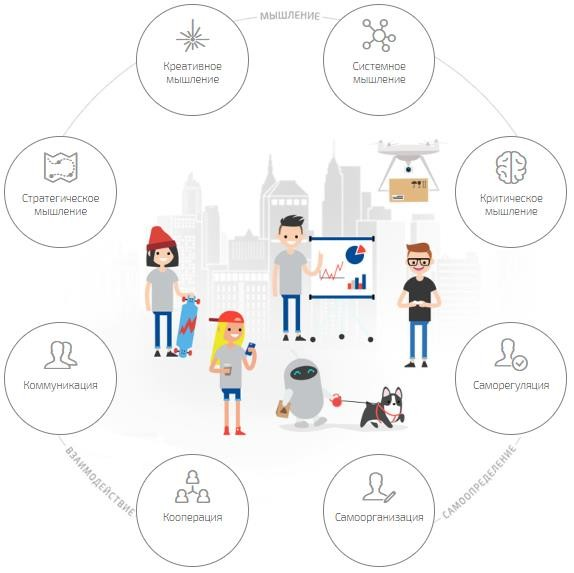 МЫШЛЕНИЕ
Креативное
мышление
Системное
мышление
Стратегическое
мышление
Критическое
мышление
Коммуникация
Саморегуляция
ВЗАИМОДЕЙСТВИЕ
САМООПРЕДЕЛЕНИЕ
Кооперация
Самоорганизация